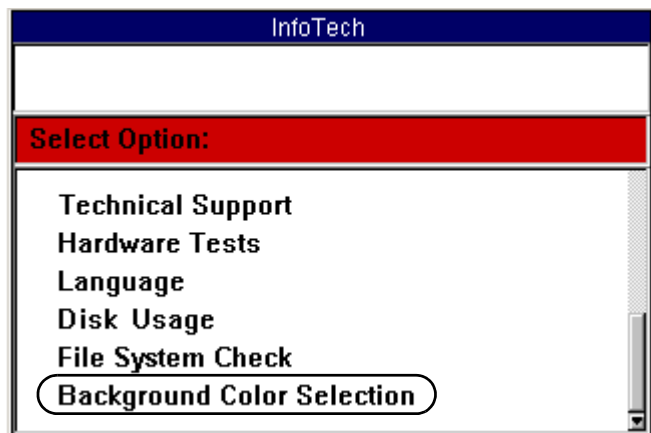 InfoTech
Select Option:
Technical Support
Hardware Tests
Language
Disk Usage
File System Check
Background Color Selection